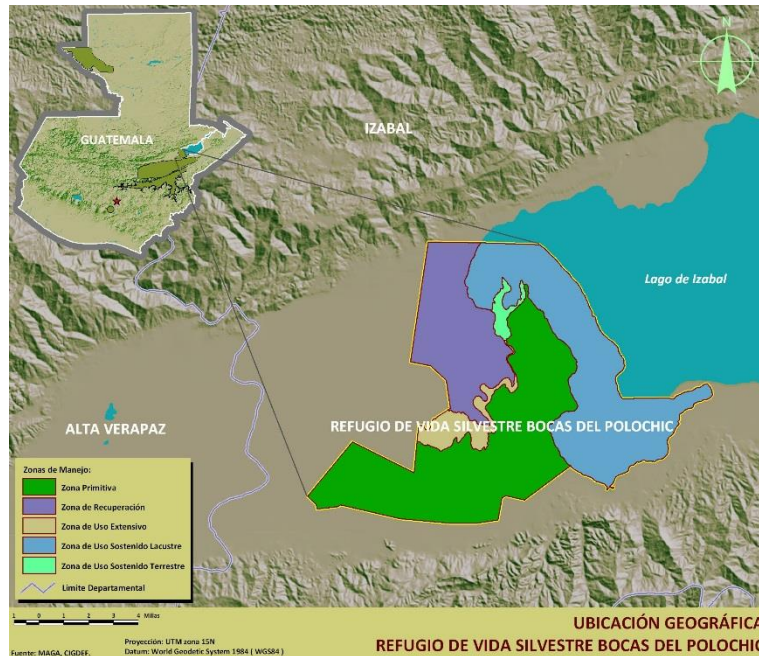 N
GUATEMALA
IZABAL
Lago de Izabal
ALTA VERAPAZ
REFUGIO DE VIDA SILVESTRE BOCAS DEL POLOCHIC
Zonas de Manejo:
Zona Primitiva
Zona de Recuperación
Zona de Uso Extensivo
Zona de Uso Sostenido Lacustre
Zona de Uso Sostenido Terrestre
Limite Departamental
1 0 1 2 3 4 Millas
Fuente: MAGA, CIGDEF.
Proyección: UTM zona 15N
Datum: World Geodetic System 1984 ( WGS84 )
UBICACIÓN GEOGRÁFICA
REFUGIO DE VIDA SILVESTRE BOCAS DEL POLOCHIC